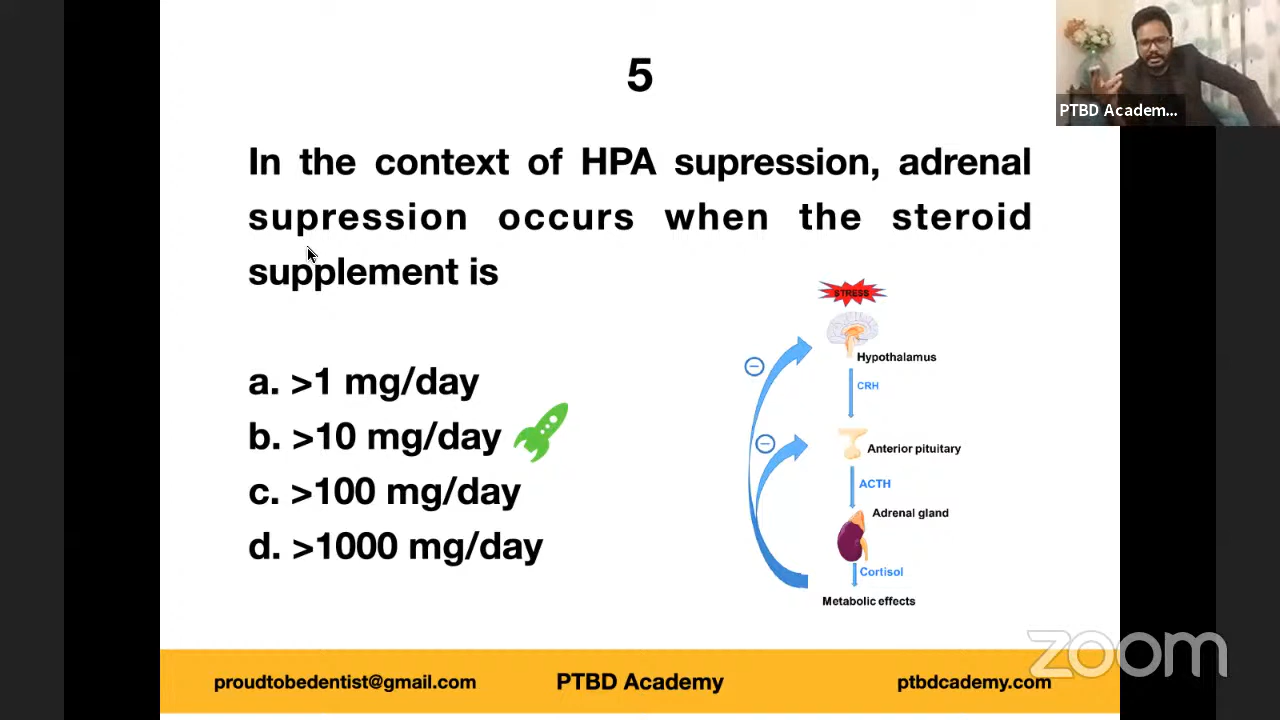 5
PTBD Academ...
In the context of HPA supression, adrenal
supression occurs when the steroid
supplement is
a. >1 mg/day
b. >10 mg/day
c. >100 mg/day
d. >1000 mg/day
STRESS
Hypothalamus
CRH
Anterior pituitary
ACTH
Adrenal gland
Cortisol
Metabolic effects
zoom
proudtobedentist@gmail.com
PTBD Academy
ptbdcademy.com